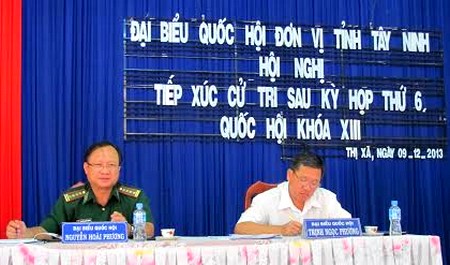 ĐẠI BIỂU QUỐC HỘI ĐƠN VỊ TỈNH TÂY NINH
HỘI NGHỊ
TIẾP XÚC CỬ TRI SAU KỲ HỌP THỨ 6,
QUỐC HỘI KHÓA XIII
THỊ XÃ, NGÀY 09-12-2013
ĐẠI BIỂU QUỐC HỘI
NGUYỄN HOÀI PHƯƠNG
ĐẠI BIỂU QUỐC HỘI
TRỊNH NGỌC PHƯƠNG